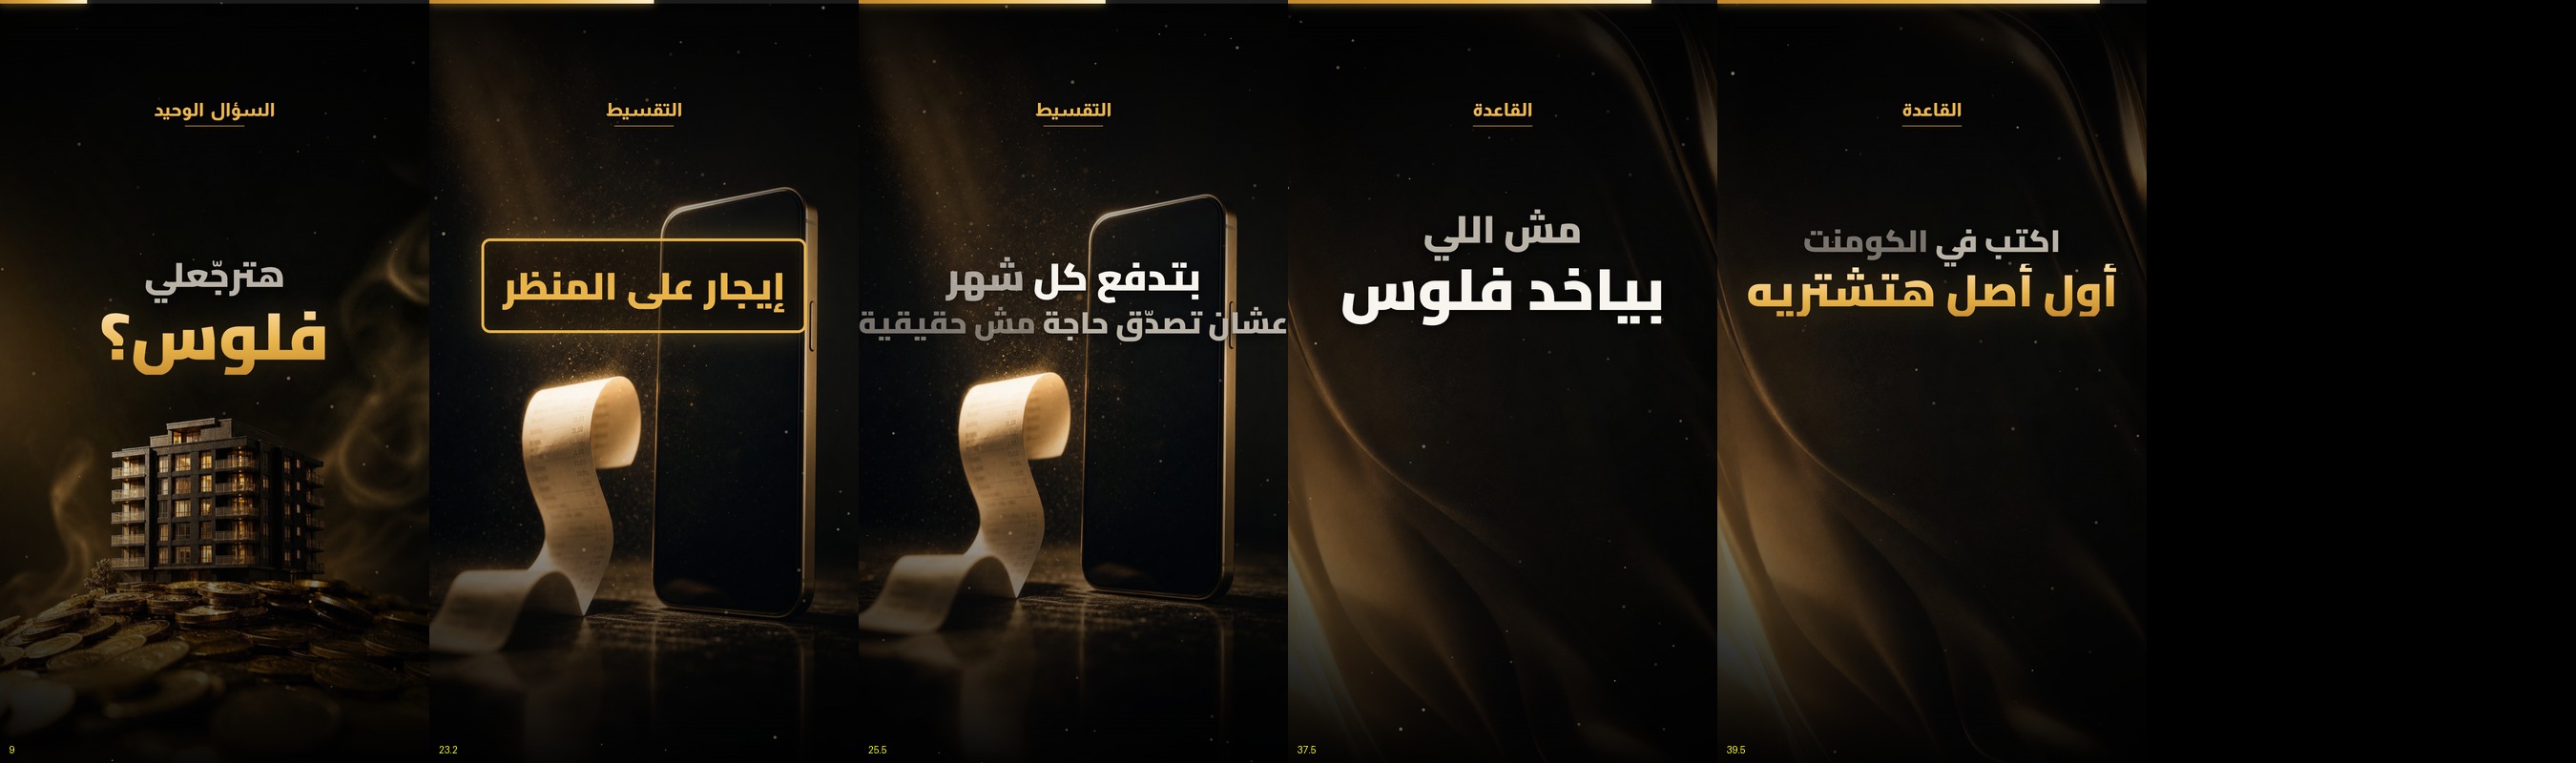 السؤال الوحيد
هترجّعلي
فلوس؟
9
التقسيط
إيجار على المنظر
23.2
التقسيط
بتدفع كل شهر
عشان تصدّق حاجة مش حقيقية
25.5
القاعدة
مش اللي
بياخد فلوس
37.5
القاعدة
اكتب في الكومنت
أول أصل هتشتريه
39.5